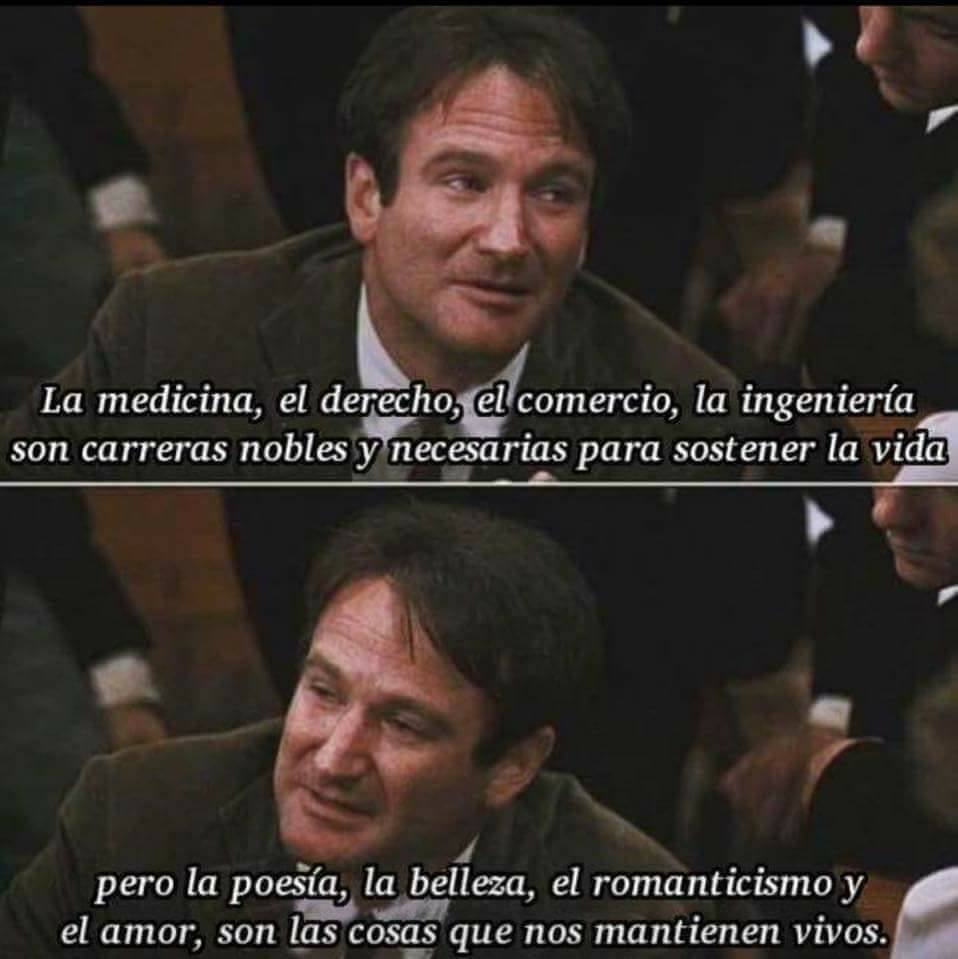 La medicina, el derecho, el comercio, la ingeniería
son carreras nobles y necesarias para sostener la vida
pero la poesía, la belleza, el romanticismo y
el amor, son las cosas que nos mantienen vivos.